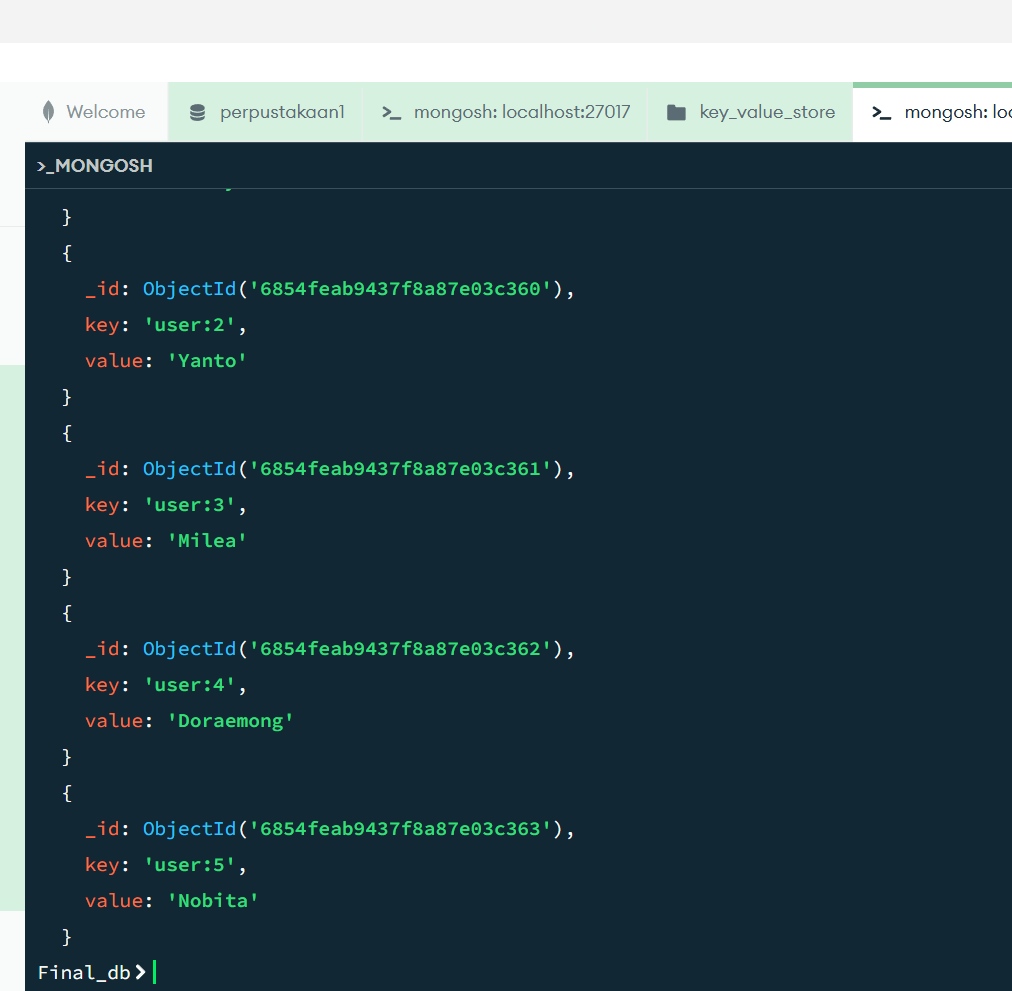 Welcome perpustakaan1 >_ mongosh: localhost:27017 key_value_store >_ mongosh:
>_MONGOSH
}
{
_id: ObjectId('6854feab9437f8a87e03c360'),
key: 'user:2',
value: 'Yanto'
}
{
_id: ObjectId('6854feab9437f8a87e03c361'),
key: 'user:3',
value: 'Milea'
}
{
_id: ObjectId('6854feab9437f8a87e03c362'),
key: 'user:4',
value: 'Doraemong'
}
{
_id: ObjectId('6854feab9437f8a87e03c363'),
key: 'user:5',
value: 'Nobita'
}
Final_db>